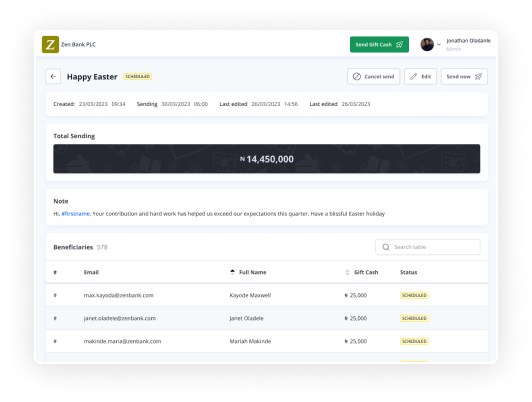 Z Zen Bank PLC
Send Gift Cash
Jonathan Oladanle
Admin
Happy Easter SCHEDULED
Cancel send
Edit
Send now
Created: 23/03/2023 09:34 Sending 30/03/2023 06:00 Last edited 26/03/2023 14:56 Last edited 26/03/2023
Total Sending
₦ 14,450,000
Note
Hi, #firstname. Your contribution and hard work has helped us exceed our expectations this quarter. Have a blissful Easter holiday
Beneficiaries 578
Search table
# Email Full Name Gift Cash Status
# max.kayoda@zenbank.com Kayode Maxwell ₦ 25,000 SCHEDULED
# janet.oladele@zenbank.com Janet Oladele ₦ 25,000 SCHEDULED
# makinde.maria@zenbank.com Mariah Makinde ₦ 25,000 SCHEDULED